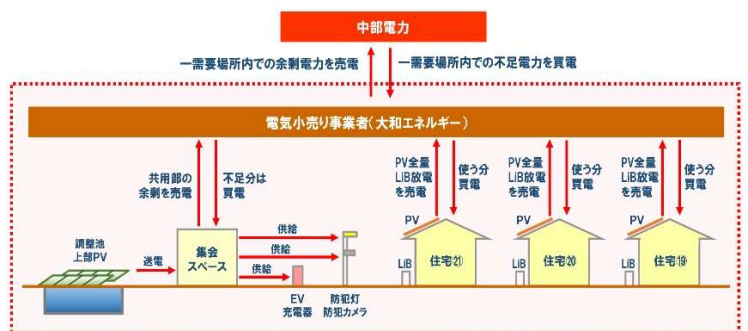 中部電力
一需要場所内での余剰電力を売電
一需要場所内での不足電力を買電
電気小売り事業者(大和エネルギー)
共用部の
余剰を売電
不足分は
買電
PV全量
LiB放電
を売電
使う分
買電
PV全量
LiB放電
を売電
使う分
買電
PV全量
LiB放電
を売電
使う分
買電
調整池
上部PV
送電
集会
スペース
供給
供給
供給
EV
充電器
防犯灯
防犯カメラ
PV
LiB
住宅㉑
PV
LiB
住宅⑳
PV
LiB
住宅⑲